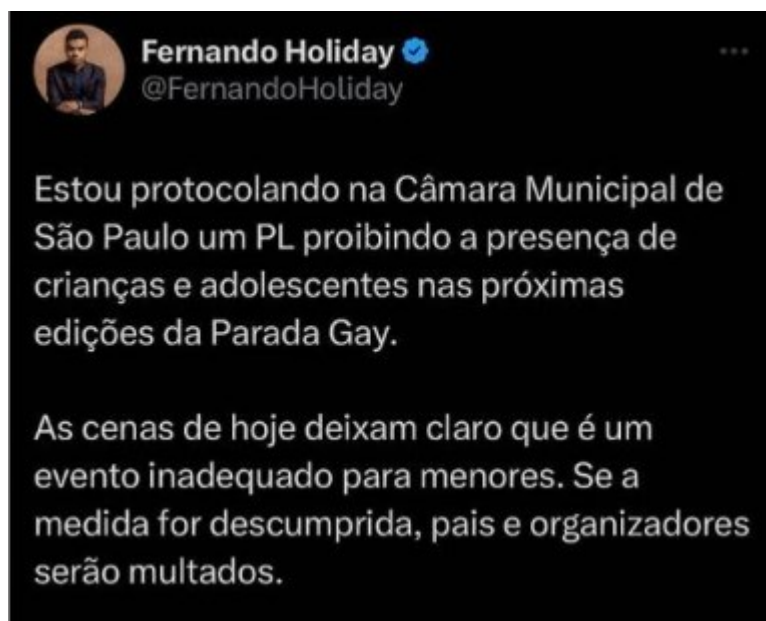 Fernando Holiday
@FernandoHoliday
Estou protocolando na Câmara Municipal de
São Paulo um PL proibindo a presença de
crianças e adolescentes nas próximas
edições da Parada Gay.
As cenas de hoje deixam claro que é um
evento inadequado para menores. Se a
medida for descumprida, pais e organizadores
serão multados.